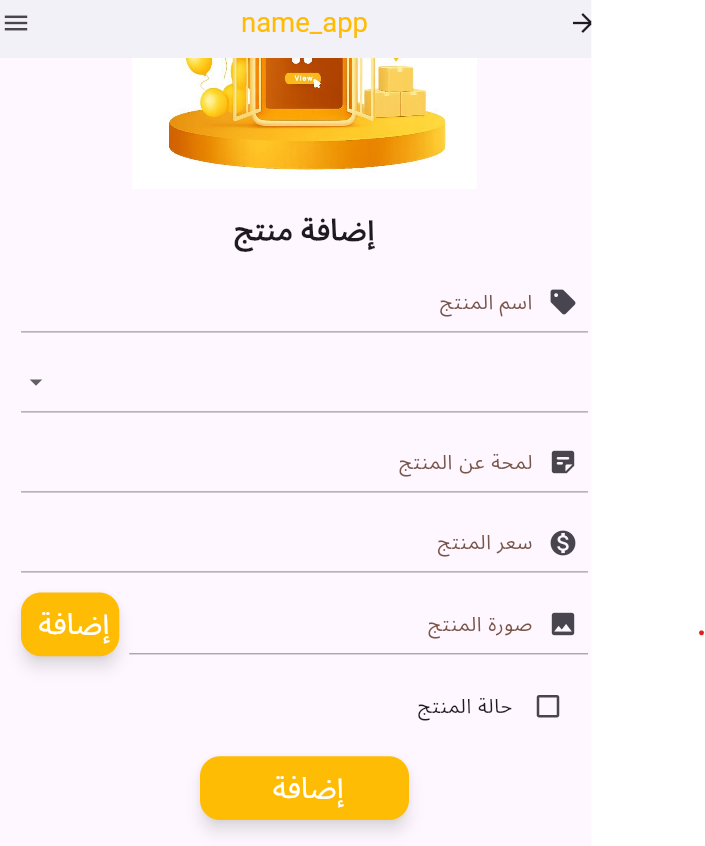 name_app
View
إضافة منتج
اسم المنتج
لمحة عن المنتج
سعر المنتج
صورة المنتج
إضافة
حالة المنتج
إضافة